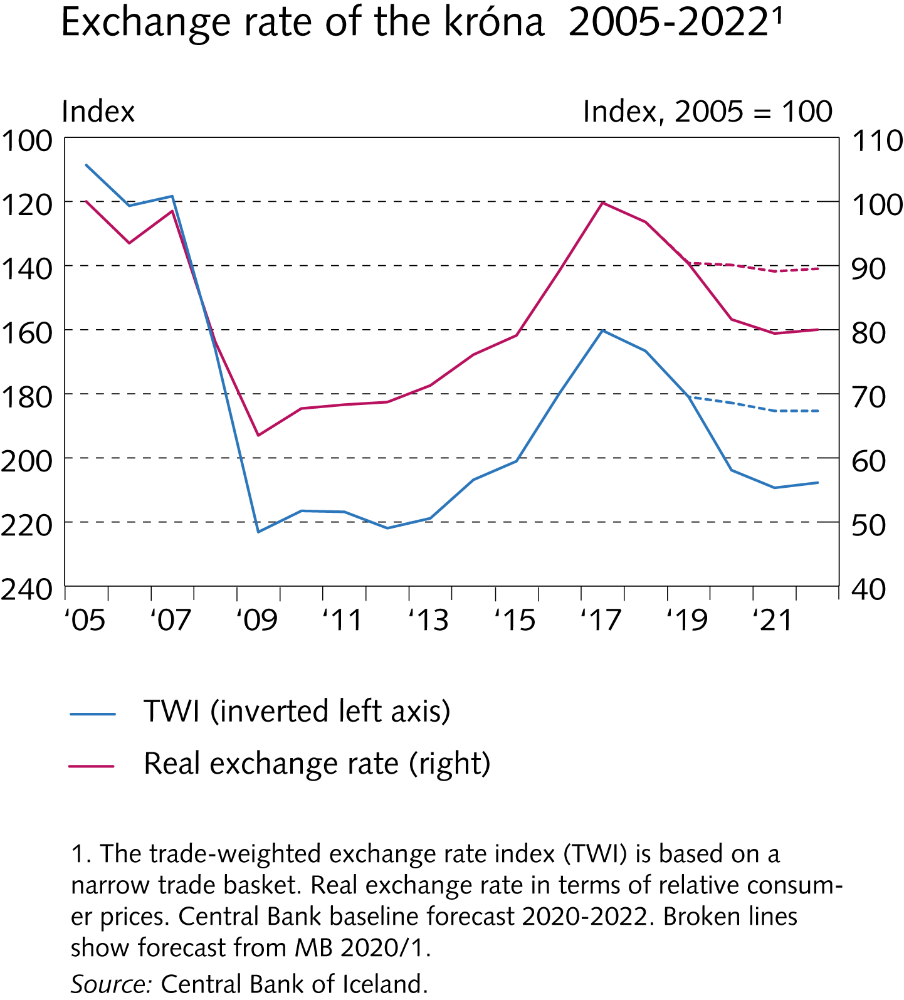 Exchange rate of the króna 2005-2022¹
Index Index, 2005 = 100
100 110
120 100
140 90
160 80
180 70
200 60
220 50
240 40
‘05 ‘07 ‘09 ‘11 ‘13 ‘15 ‘17 ‘19 ‘21
TWI (inverted left axis)
Real exchange rate (right)
1. The trade-weighted exchange rate index (TWI) is based on a
narrow trade basket. Real exchange rate in terms of relative consum-
er prices. Central Bank baseline forecast 2020-2022. Broken lines
show forecast from MB 2020/1.
Source: Central Bank of Iceland.